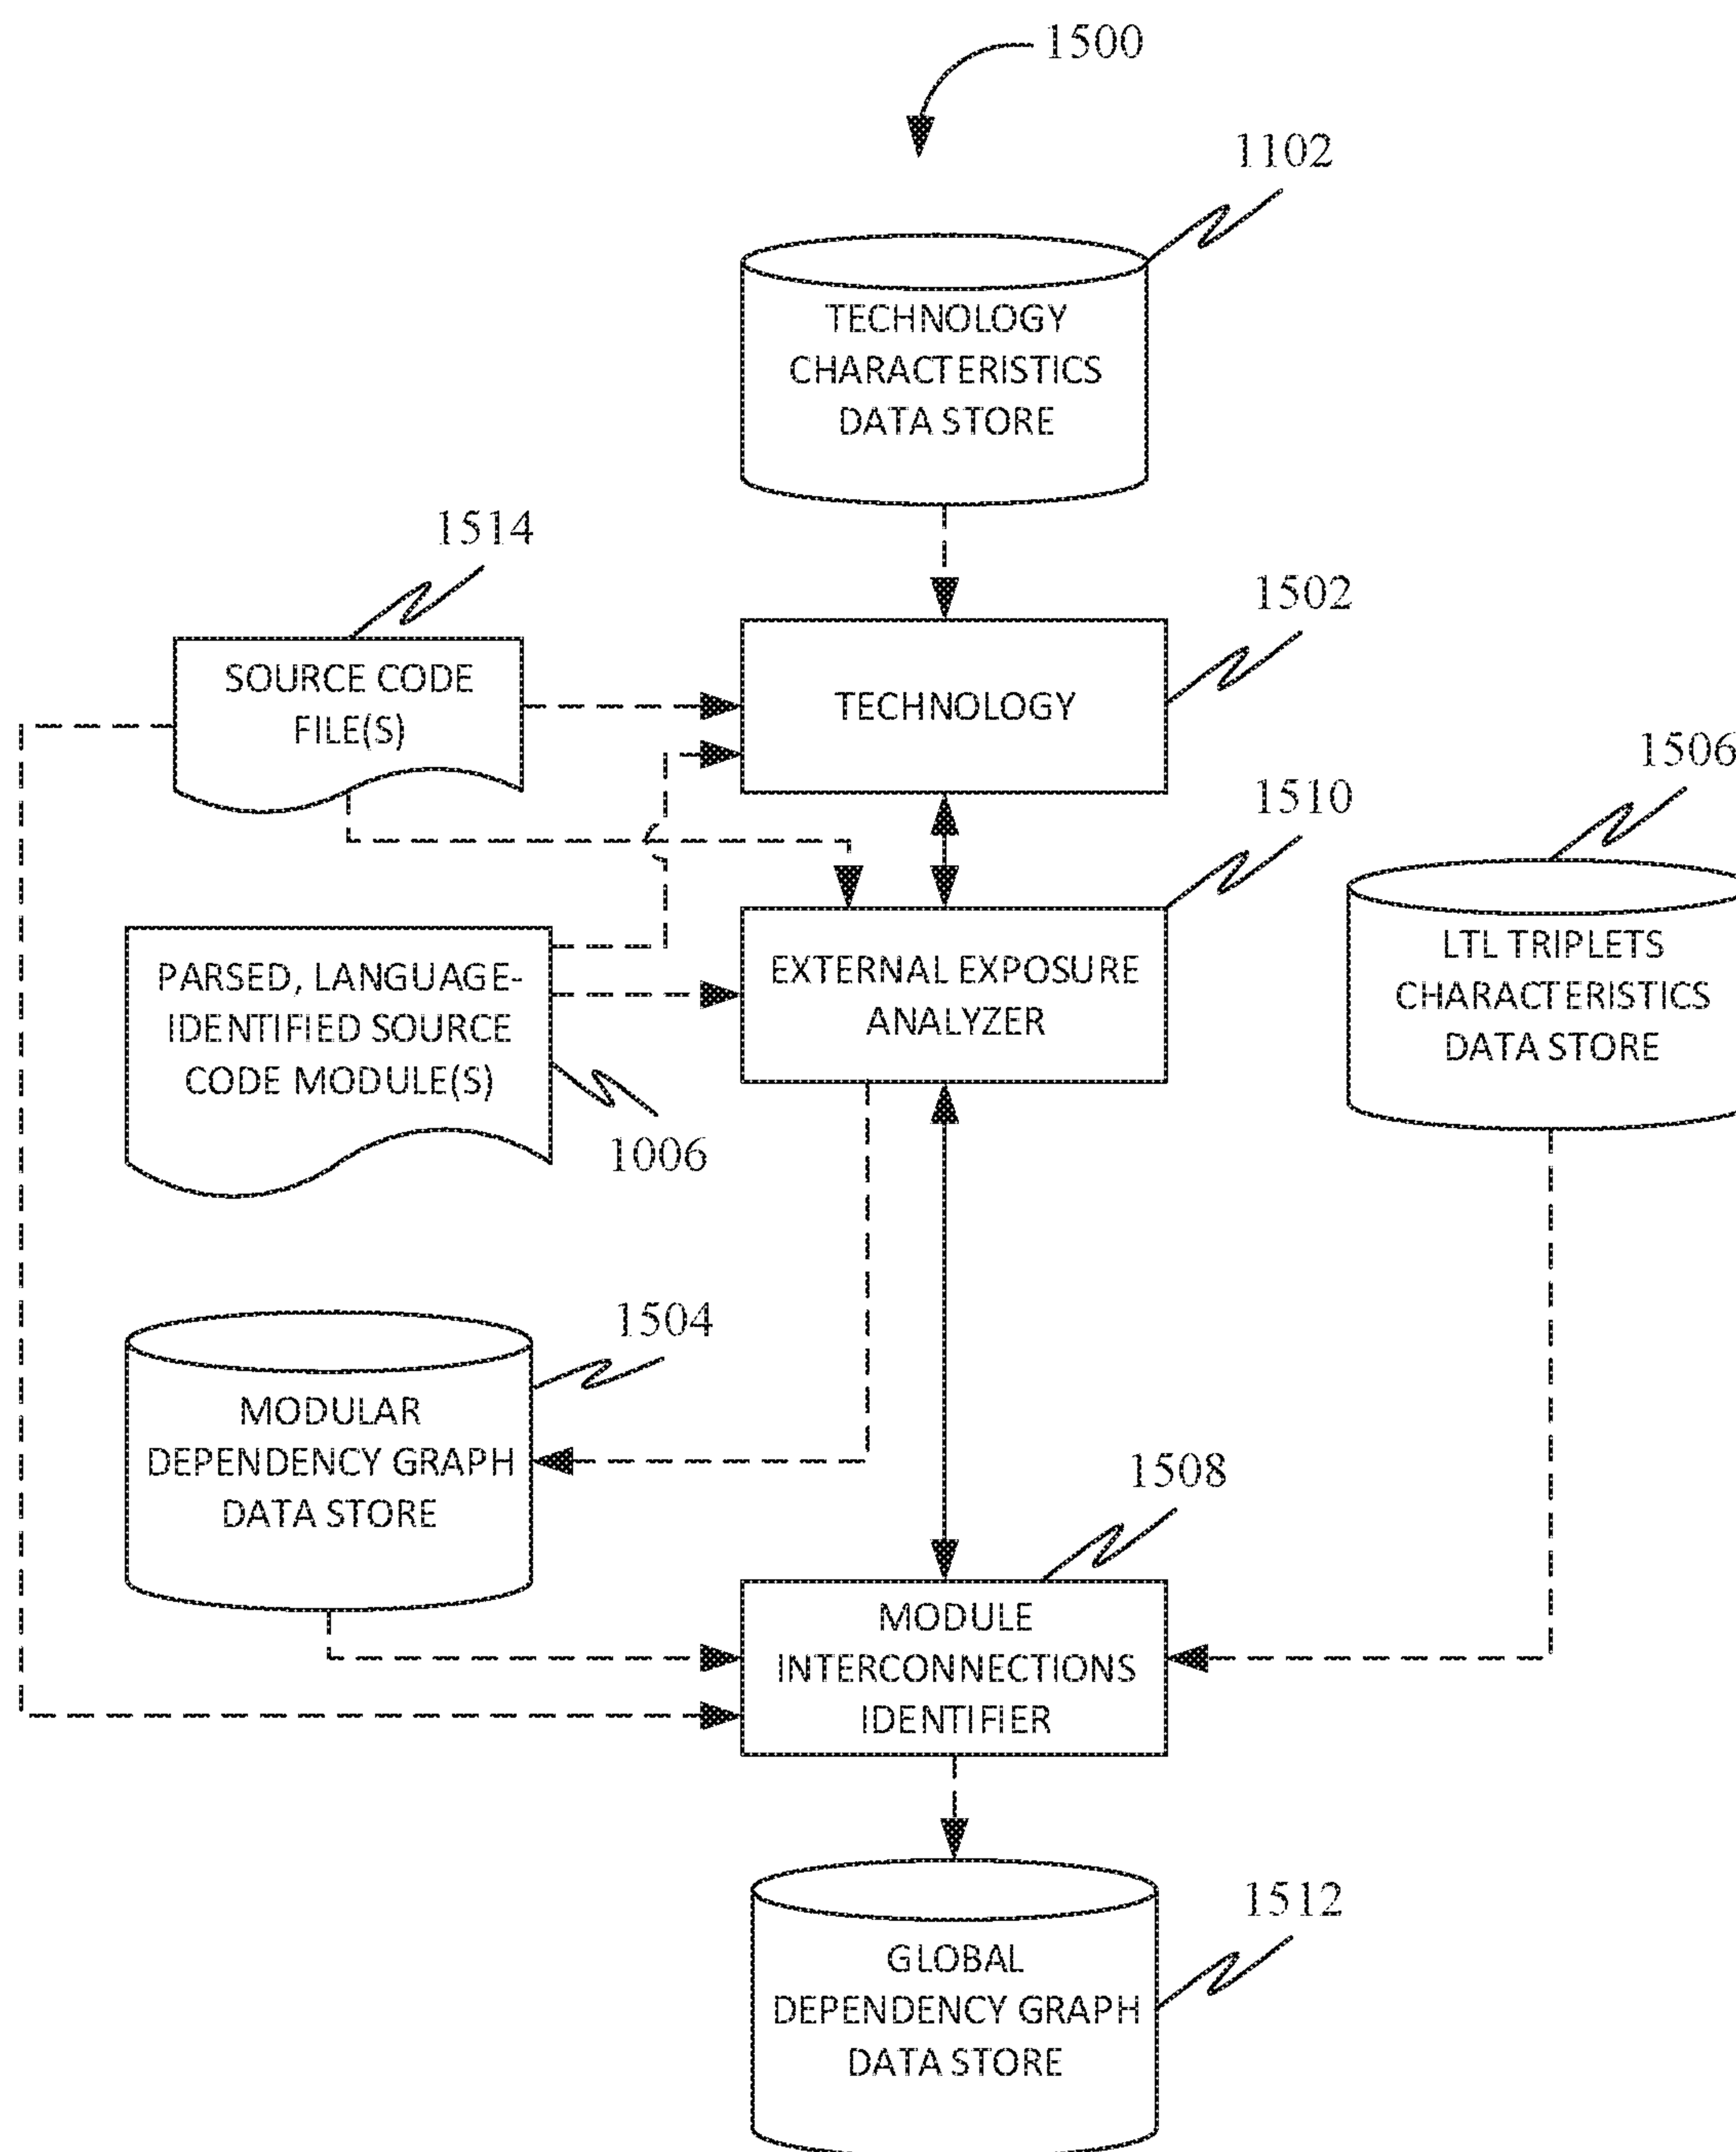 1500
1102
TECHNOLOGY
CHARACTERISTICS
DATA STORE
1514
1502
SOURCE CODE
FILE(S)
TECHNOLOGY
1506
1510
PARSED, LANGUAGE-
IDENTIFIED SOURCE
CODE MODULE(S)
EXTERNAL EXPOSURE
ANALYZER
LTL TRIPLETS
CHARACTERISTICS
DATA STORE
1006
1504
MODULAR
DEPENDENCY GRAPH
DATA STORE
1508
MODULE
INTERCONNECTIONS
IDENTIFIER
1512
GLOBAL
DEPENDENCY GRAPH
DATA STORE